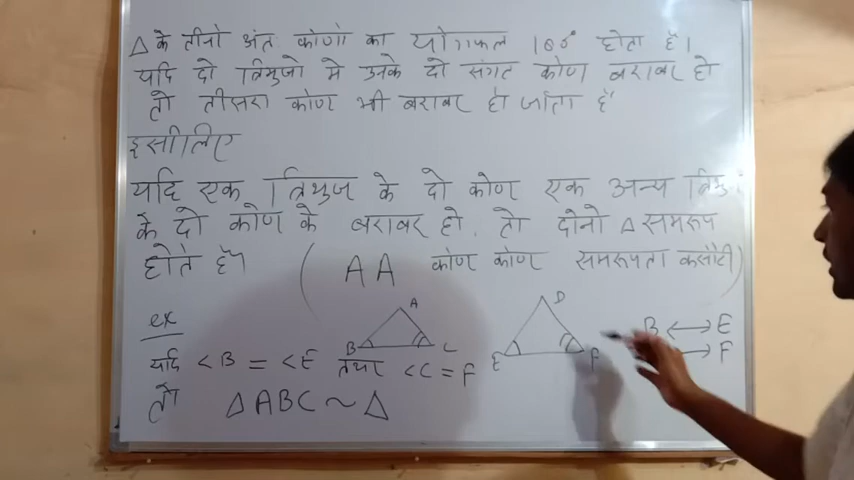 △ के तीनो अंत कोणो का योगफल 180° होता है।
यदि दो त्रिभुजो मे उनके दो संगत कोण बराबर हो
तो तीसरा कोण भी बराबर हो जाता है
इसीलिए
यदि एक त्रिभुज के दो कोण एक अन्य त्रिभु
के दो कोण के बराबर हो, तो दोनो △ समरूप
होते है।
(AA कोण कोण समरूपता कसौटी)
ex
A
B C
D
E F
B ↔ E
↔ F
यदि <B = <E तथा <C = F
तो △ABC ~ △